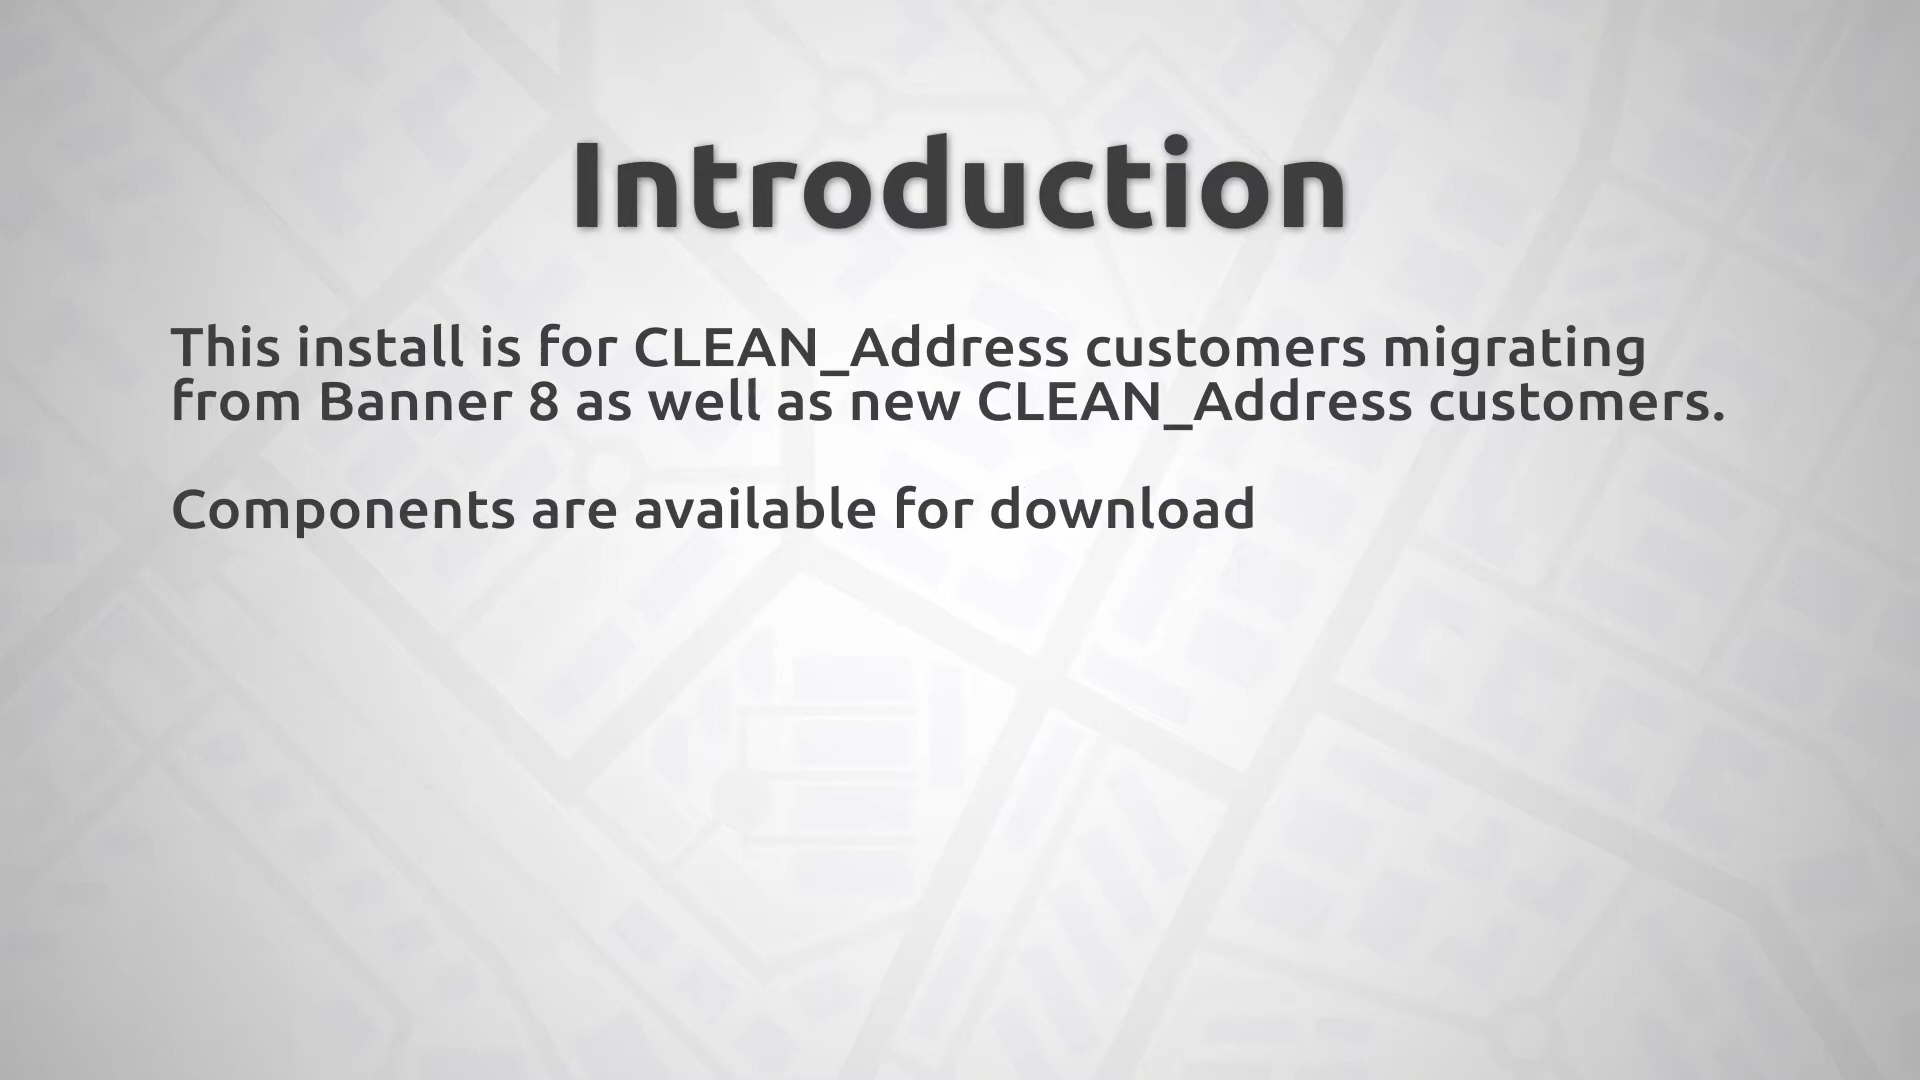 Introduction
This install is for CLEAN_Address customers migrating
from Banner 8 as well as new CLEAN_Address customers.
Components are available for download